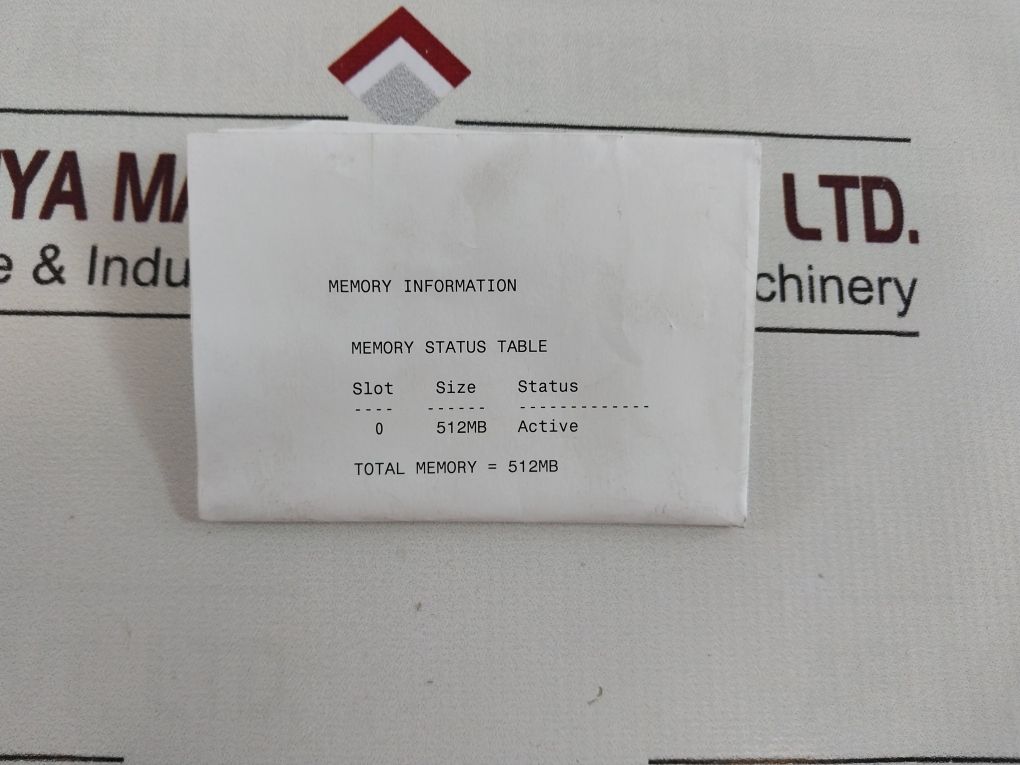 YA MA
LTD.
& Indu
chinery
MEMORY INFORMATION
MEMORY STATUS TABLE
Slot Size Status
---- ------ -------------
0 512MB Active
TOTAL MEMORY = 512MB